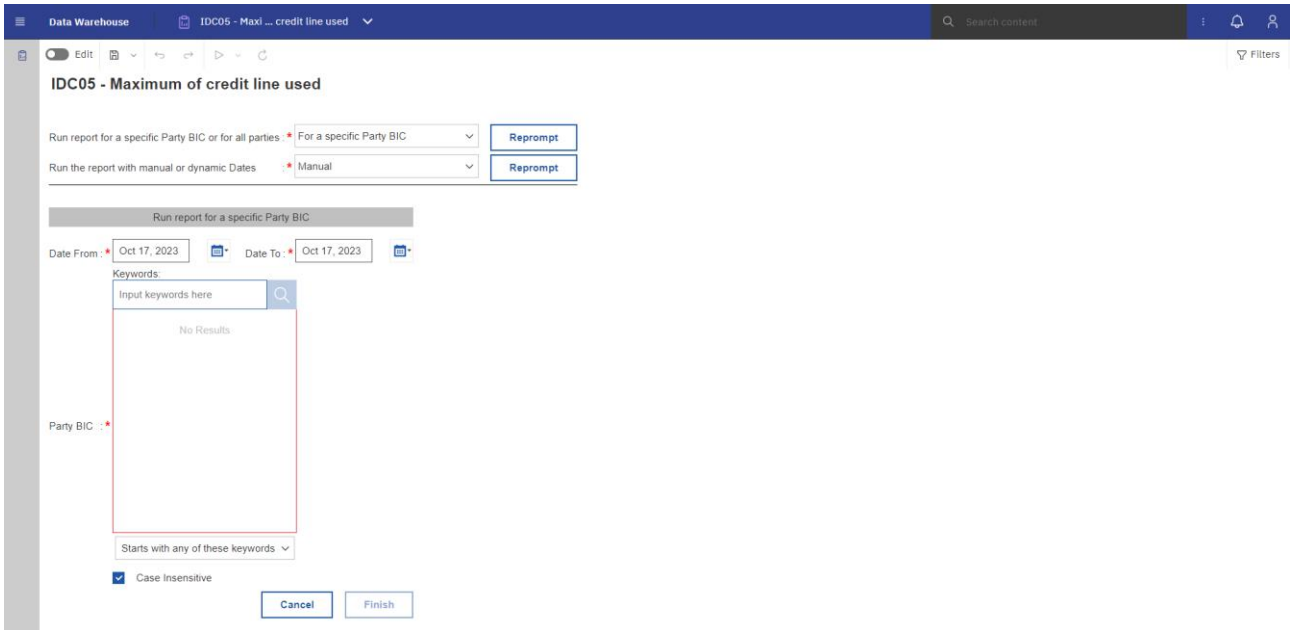 Data Warehouse IDC05 - Maxi ... credit line used Search content
Edit Filters
IDC05 - Maximum of credit line used
Run report for a specific Party BIC or for all parties : * For a specific Party BIC Reprompt
Run the report with manual or dynamic Dates : * Manual Reprompt
Run report for a specific Party BIC
Date From : * Oct 17, 2023 Date To : * Oct 17, 2023
Keywords:
Input keywords here
No Results
Party BIC : *
Starts with any of these keywords
Case Insensitive
Cancel Finish